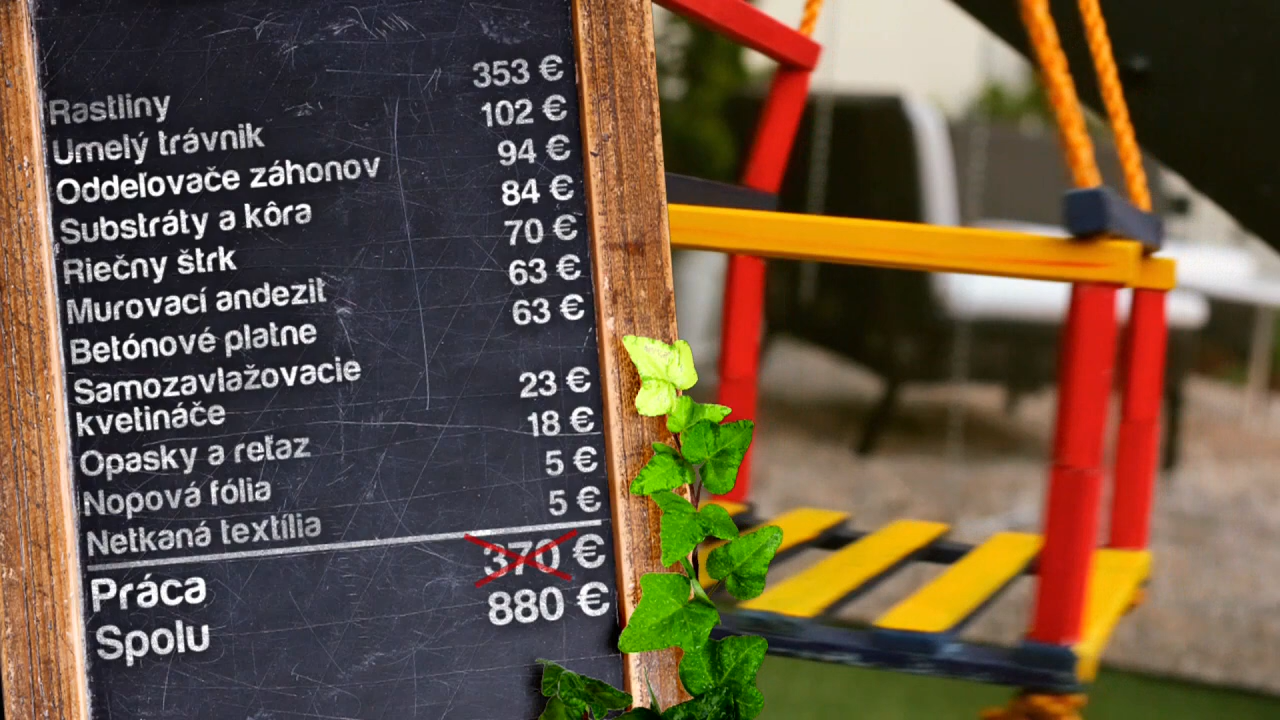 Rastliny 353 €
Umelý trávnik 102 €
Oddeľovače záhonov 94 €
Substráty a kôra 84 €
Riečny štrk 70 €
Murovací andezit 63 €
Betónové platne 63 €
Samozavlažovacie
kvetináče 23 €
Opasky a reťaz 18 €
Nopová fólia 5 €
Netkaná textília 5 €
Práca 370 €
Spolu 880 €